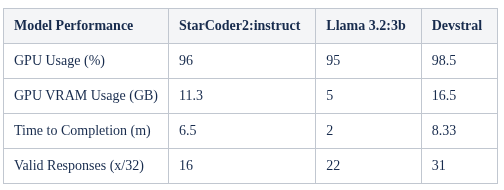 Model Performance StarCoder2:instruct Llama 3.2:3b Devstral
GPU Usage (%) 96 95 98.5
GPU VRAM Usage (GB) 11.3 5 16.5
Time to Completion (m) 6.5 2 8.33
Valid Responses (x/32) 16 22 31